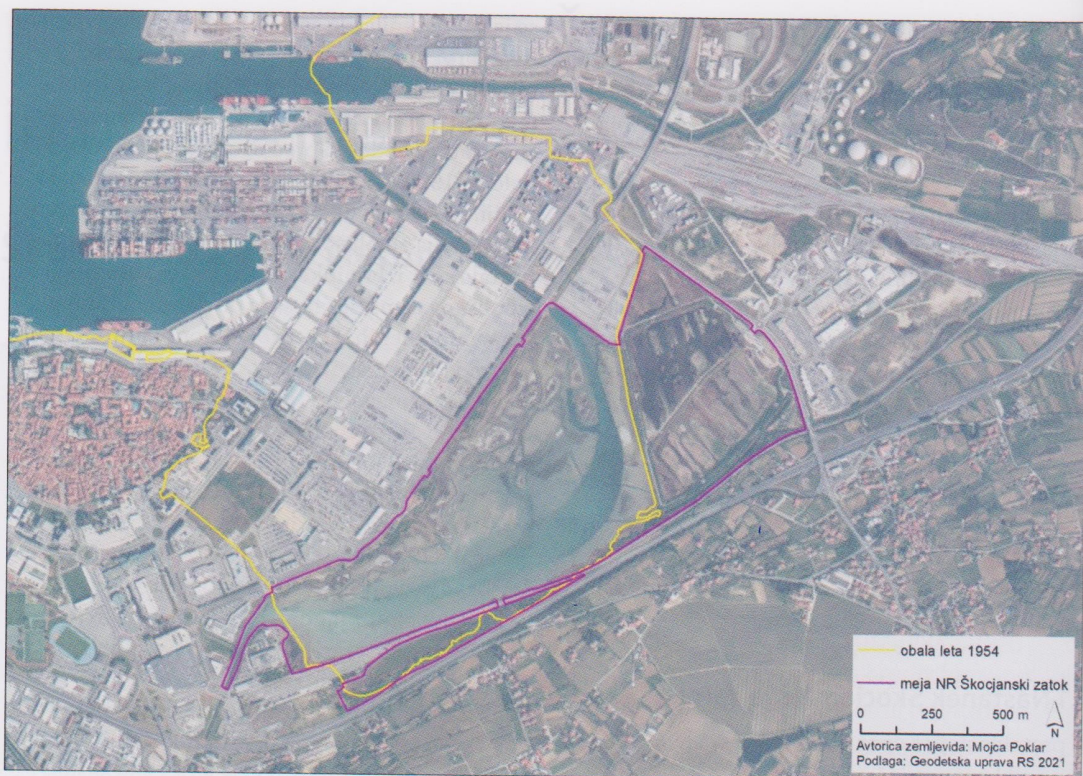 obala leta 1954
meja NR Škocjanski zatok
0 250 500 m
N
Avtorica zemljevida: Mojca Poklar
Podlaga: Geodetska uprava RS 2021